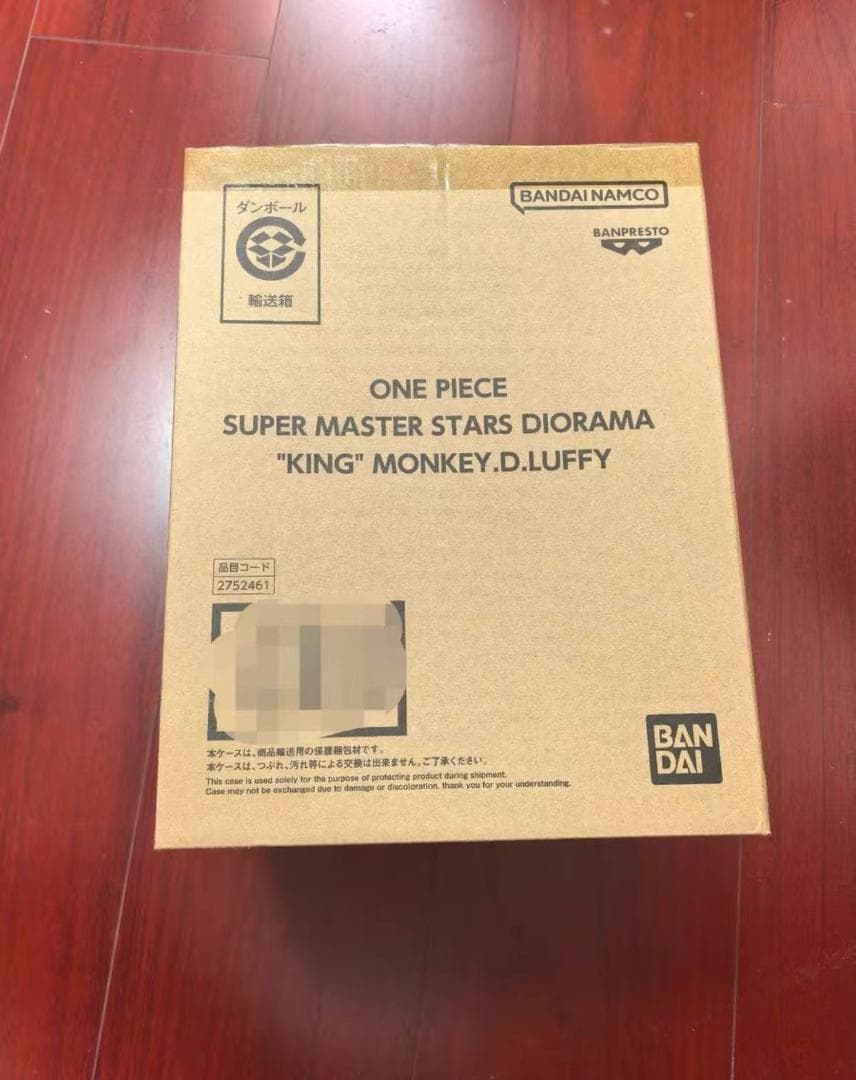 ダンボール
輸送箱
BANDAI NAMCO
BANPRESTO
ONE PIECE
SUPER MASTER STARS DIORAMA
"KING" MONKEY.D.LUFFY
品目コード
2752461
本ケースは、商品輸送用の保護梱包材です。
本ケースは、つぶれ、汚れ等による交換は出来ません。ご了承ください。
This case is used solely for the purpose of protecting product during shipment.
Case may not be exchanged due to damage or discoloration. thank you for your understanding.
BAN
DAI